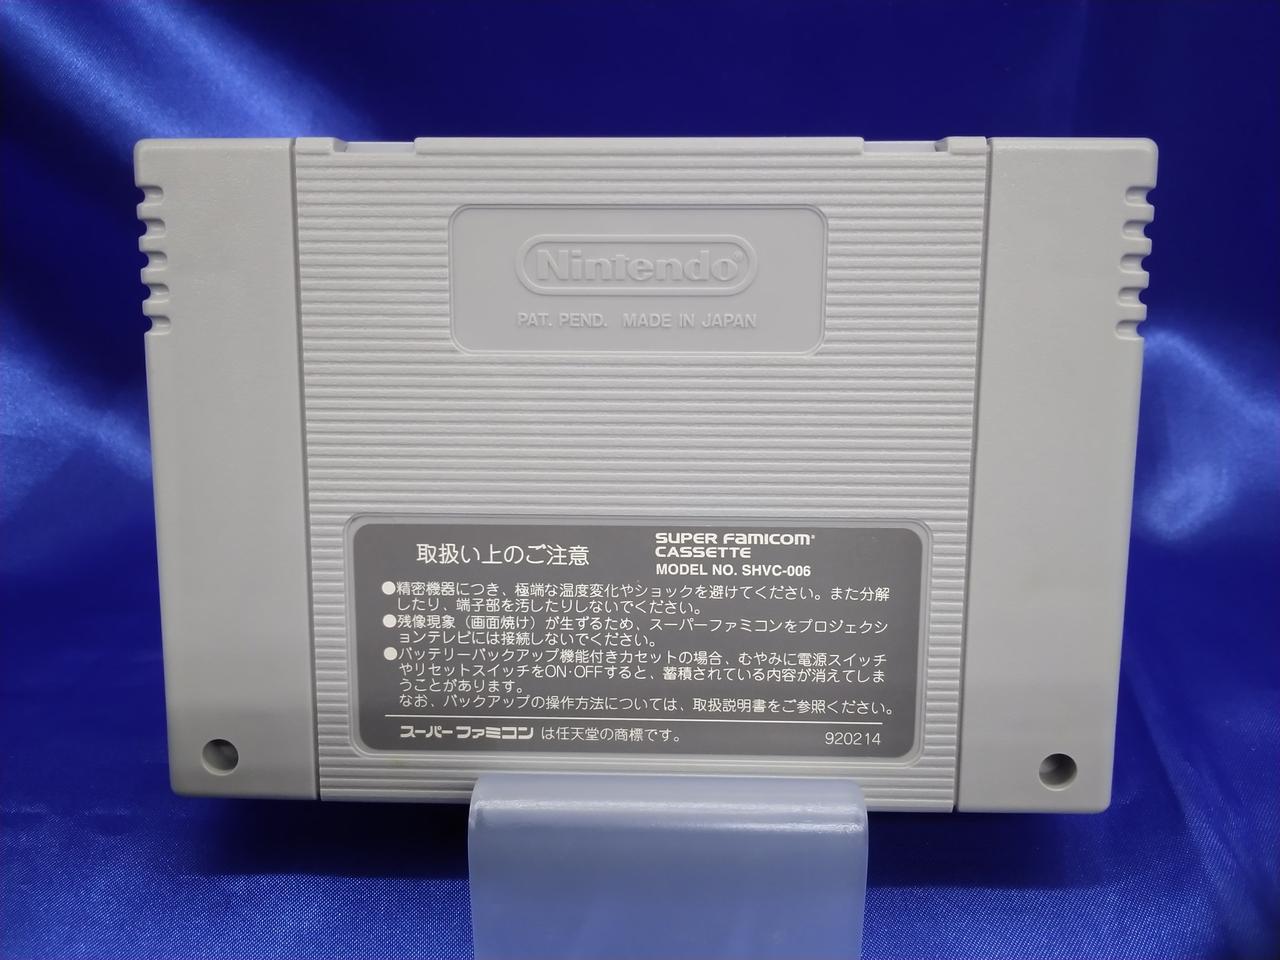 Nintendo®
PAT. PEND. MADE IN JAPAN
取扱い上のご注意
SUPER FAMICOM®
CASSETTE
MODEL NO. SHVC-006
●精密機器につき、極端な温度変化やショックを避けてください。また分解
したり、端子部を汚したりしないでください。
●残像現象（画面焼け）が生ずるため、スーパーファミコンをプロジェクシ
ョンテレビには接続しないでください。
●バッテリーバックアップ機能付きカセットの場合、むやみに電源スイッチ
やリセットスイッチをON・OFFすると、蓄積されている内容が消えてしま
うことがあります。
なお、バックアップの操作方法については、取扱説明書をご参照ください。
スーパーファミコン は任天堂の商標です。
920214